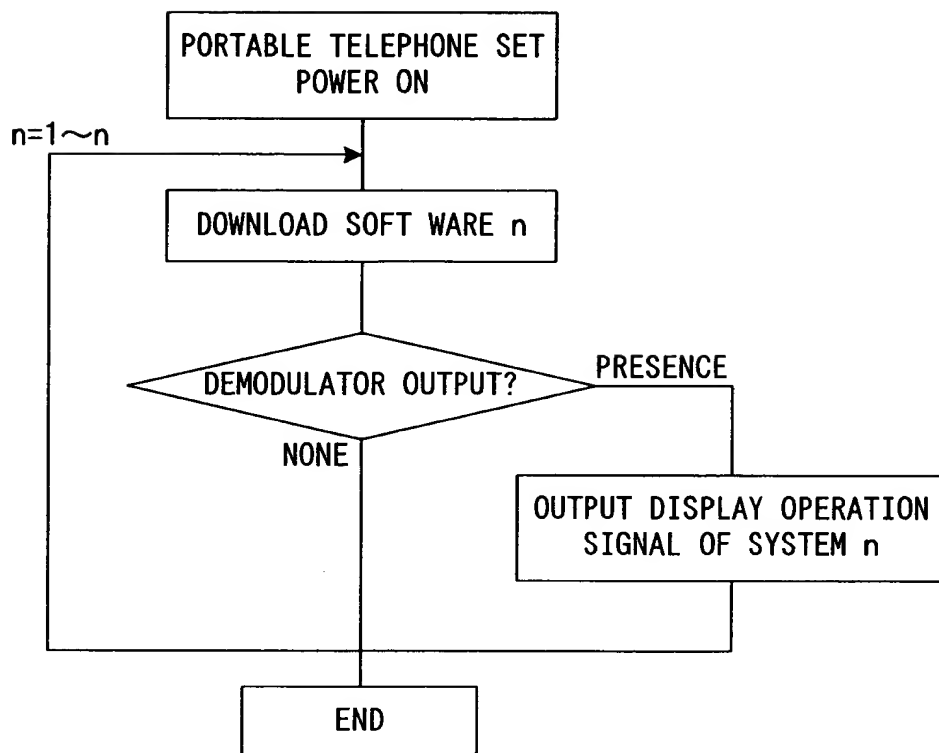 PORTABLE TELEPHONE SET
POWER ON
n=1～n
DOWNLOAD SOFT WARE n
DEMODULATOR OUTPUT?
PRESENCE
NONE
OUTPUT DISPLAY OPERATION
SIGNAL OF SYSTEM n
END